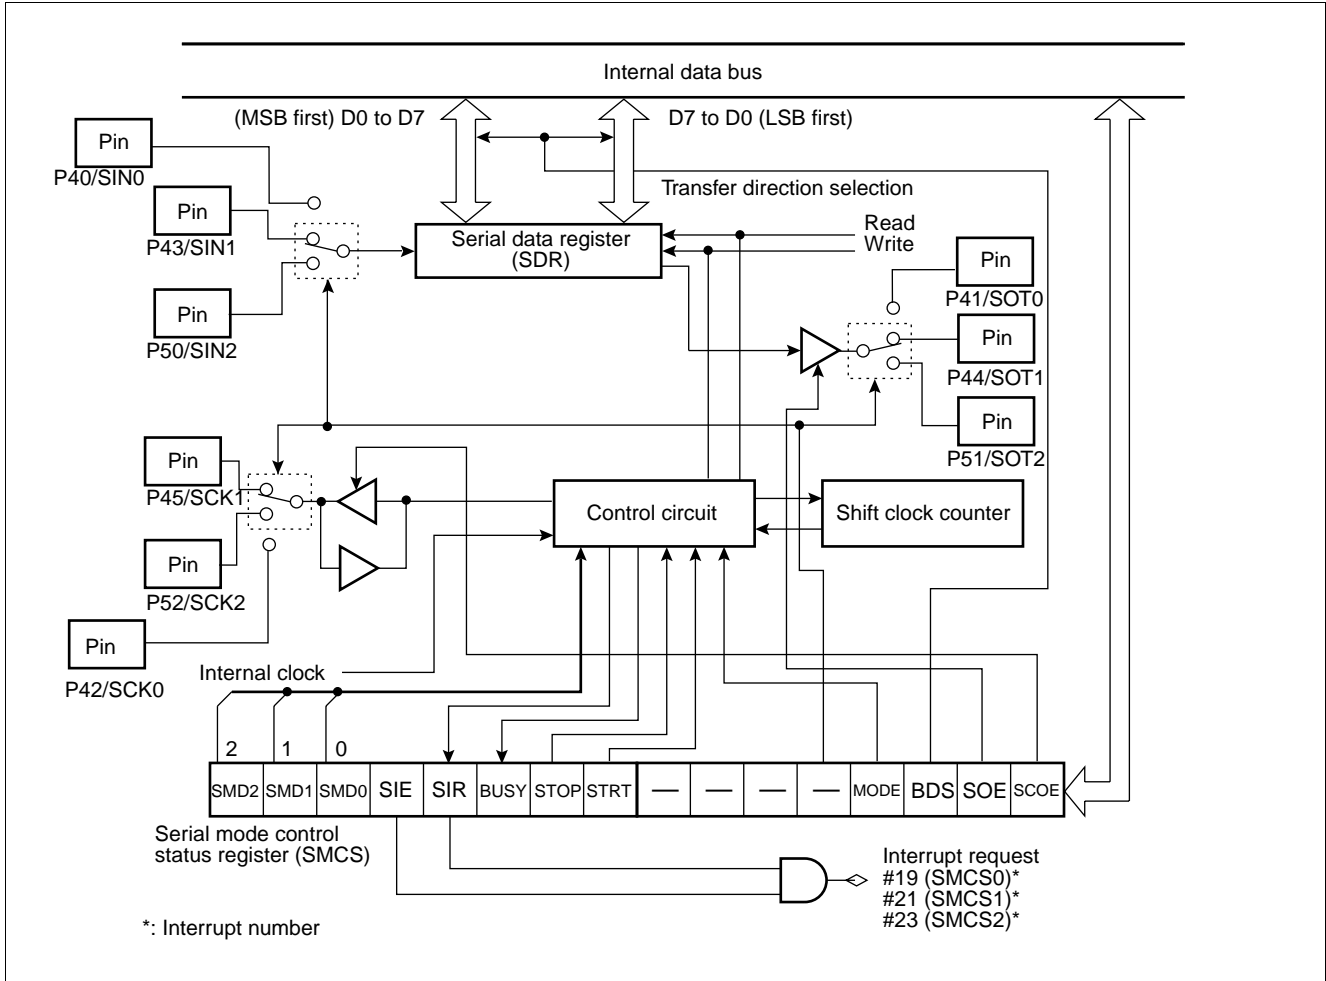 Internal data bus
(MSB first) D0 to D7
D7 to D0 (LSB first)
Pin
P40/SIN0
Transfer direction selection
Pin
P43/SIN1
Serial data register
(SDR)
Read
Write
Pin
P41/SOT0
Pin
P50/SIN2
Pin
P44/SOT1
Pin
P51/SOT2
Pin
P45/SCK1
Control circuit
Shift clock counter
Pin
P52/SCK2
Pin
P42/SCK0
Internal clock
2 1 0
SMD2 SMD1 SMD0 SIE SIR BUSY STOP STRT — — — — MODE BDS SOE SCOE
Serial mode control
status register (SMCS)
Interrupt request
#19 (SMCS0)*
#21 (SMCS1)*
#23 (SMCS2)*
*: Interrupt number